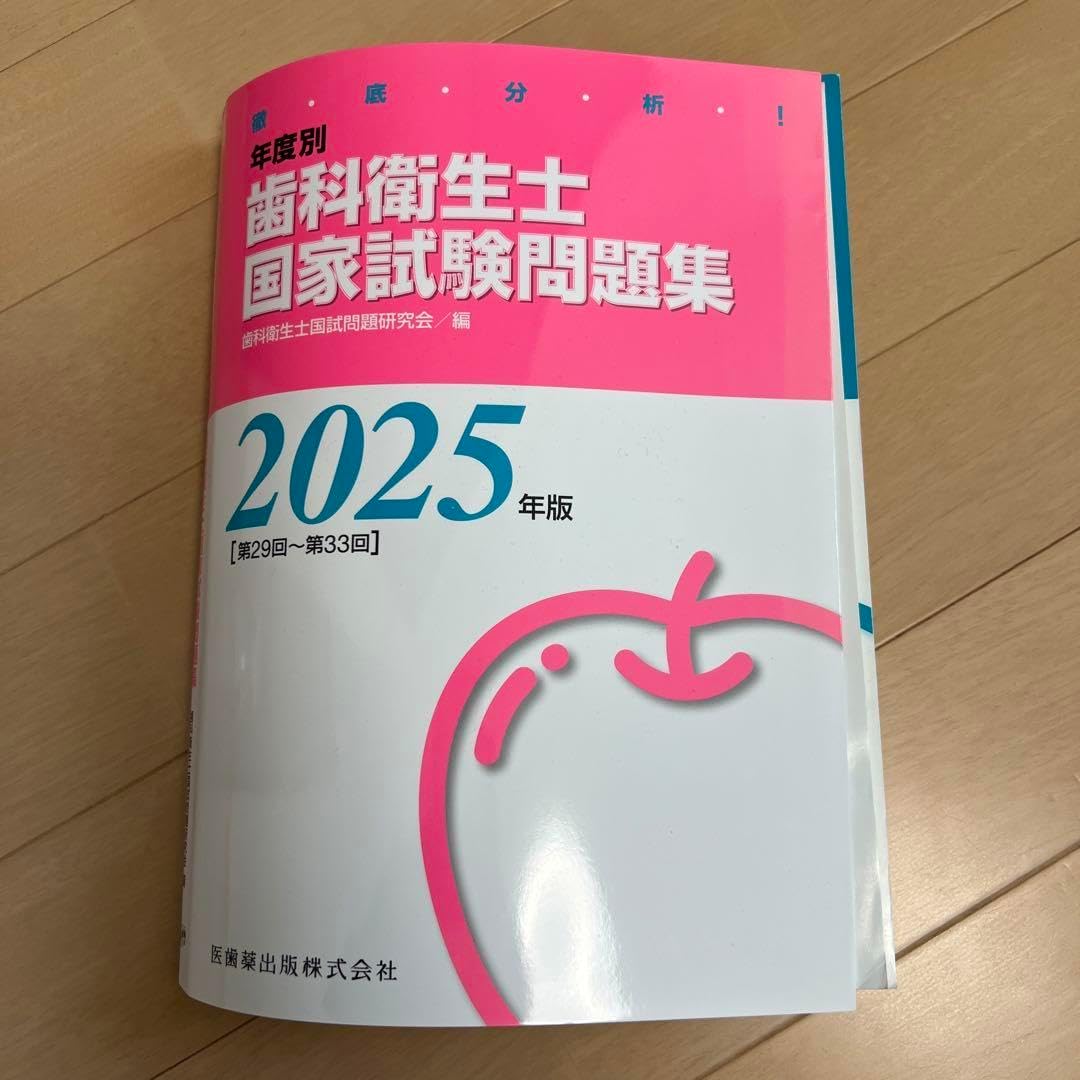 徹・底・分・析・!
年度別
歯科衛生士
国家試験問題集
歯科衛生士国試問題研究会/編
2025年版
[第29回~第33回]
医歯薬出版株式会社